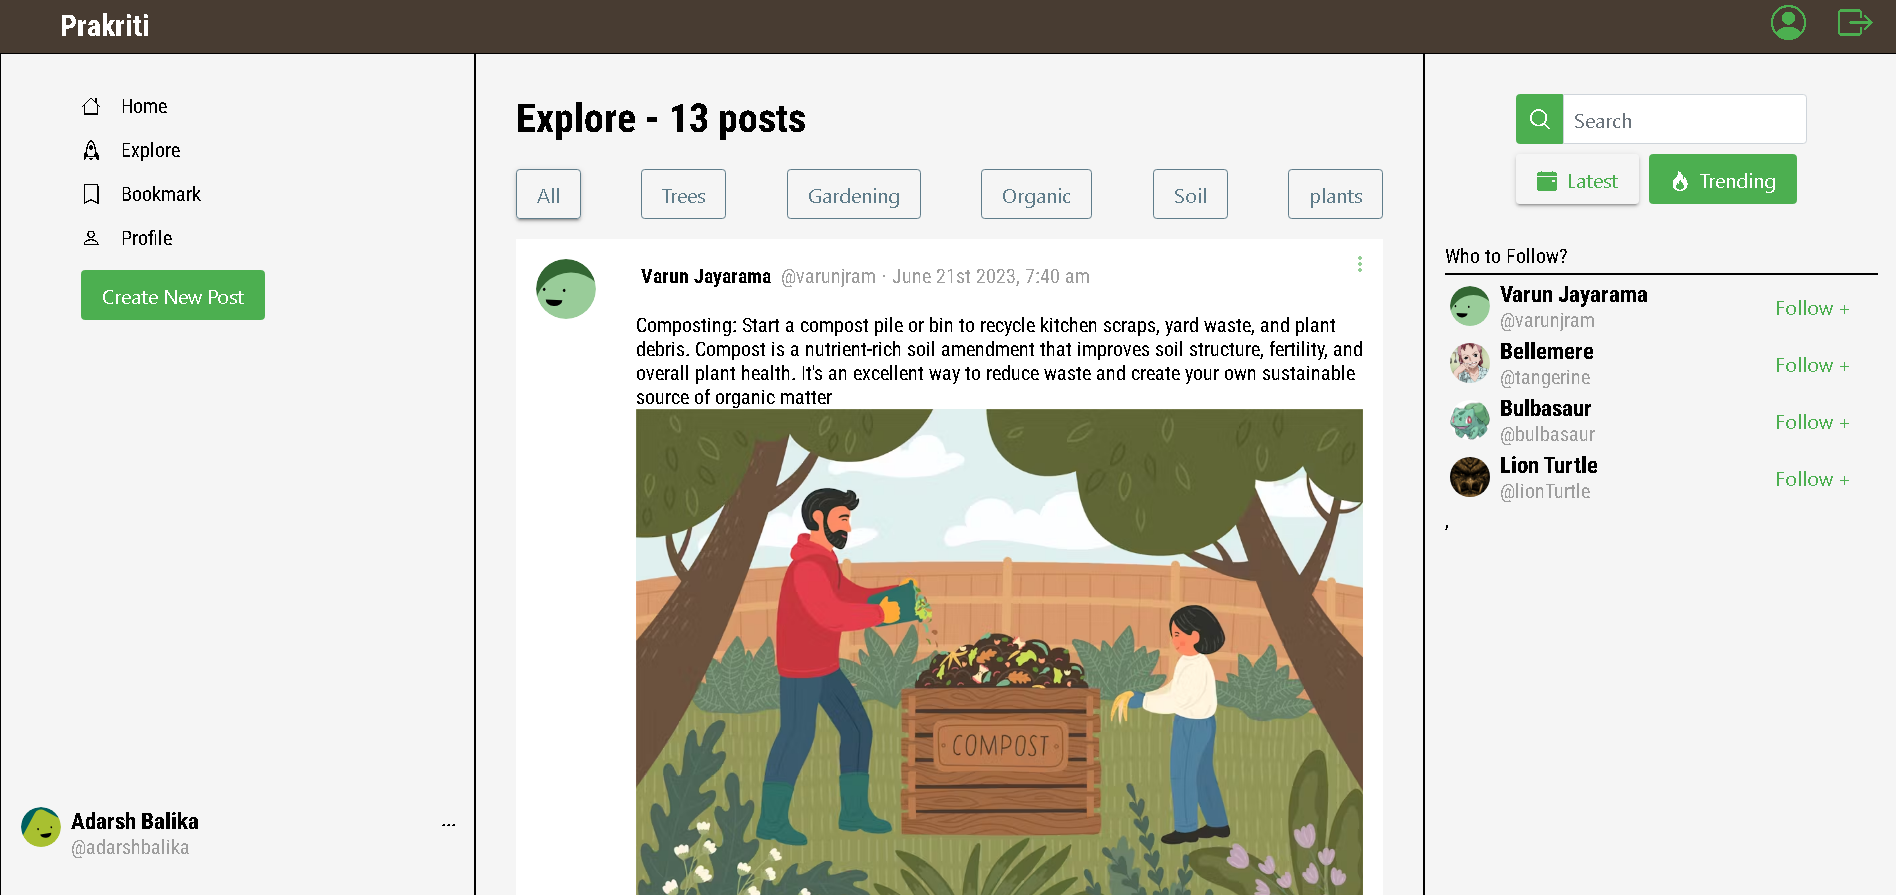 Prakriti
Home
Explore
Bookmark
Profile
Create New Post
Adarsh Balika
@adarshbalika
...
Explore - 13 posts
All
Trees
Gardening
Organic
Soil
plants
Varun Jayarama @varunjram · June 21st 2023, 7:40 am
Composting: Start a compost pile or bin to recycle kitchen scraps, yard waste, and plant
debris. Compost is a nutrient-rich soil amendment that improves soil structure, fertility, and
overall plant health. It's an excellent way to reduce waste and create your own sustainable
source of organic matter
COMPOST
Search
Latest
Trending
Who to Follow?
Varun Jayarama
@varunjram
Follow +
Bellemere
@tangerine
Follow +
Bulbasaur
@bulbasaur
Follow +
Lion Turtle
@lionTurtle
Follow +
,